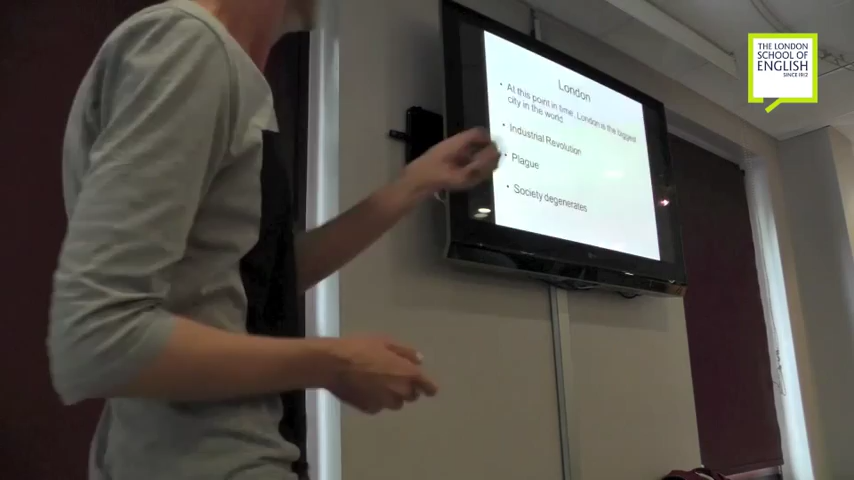 THE LONDON
SCHOOL OF
ENGLISH
SINCE 1912
London
• At this point in time, London is the biggest
city in the world
• Industrial Revolution
• Plague
• Society degenerates